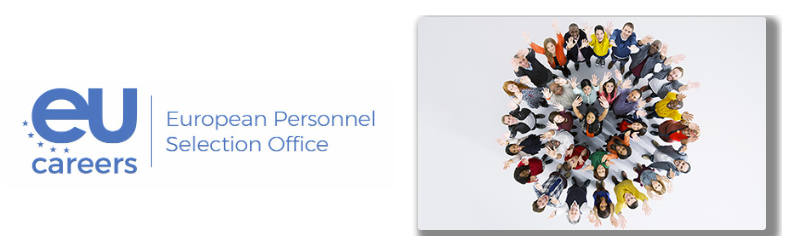 eu
careers
European Personnel
Selection Office